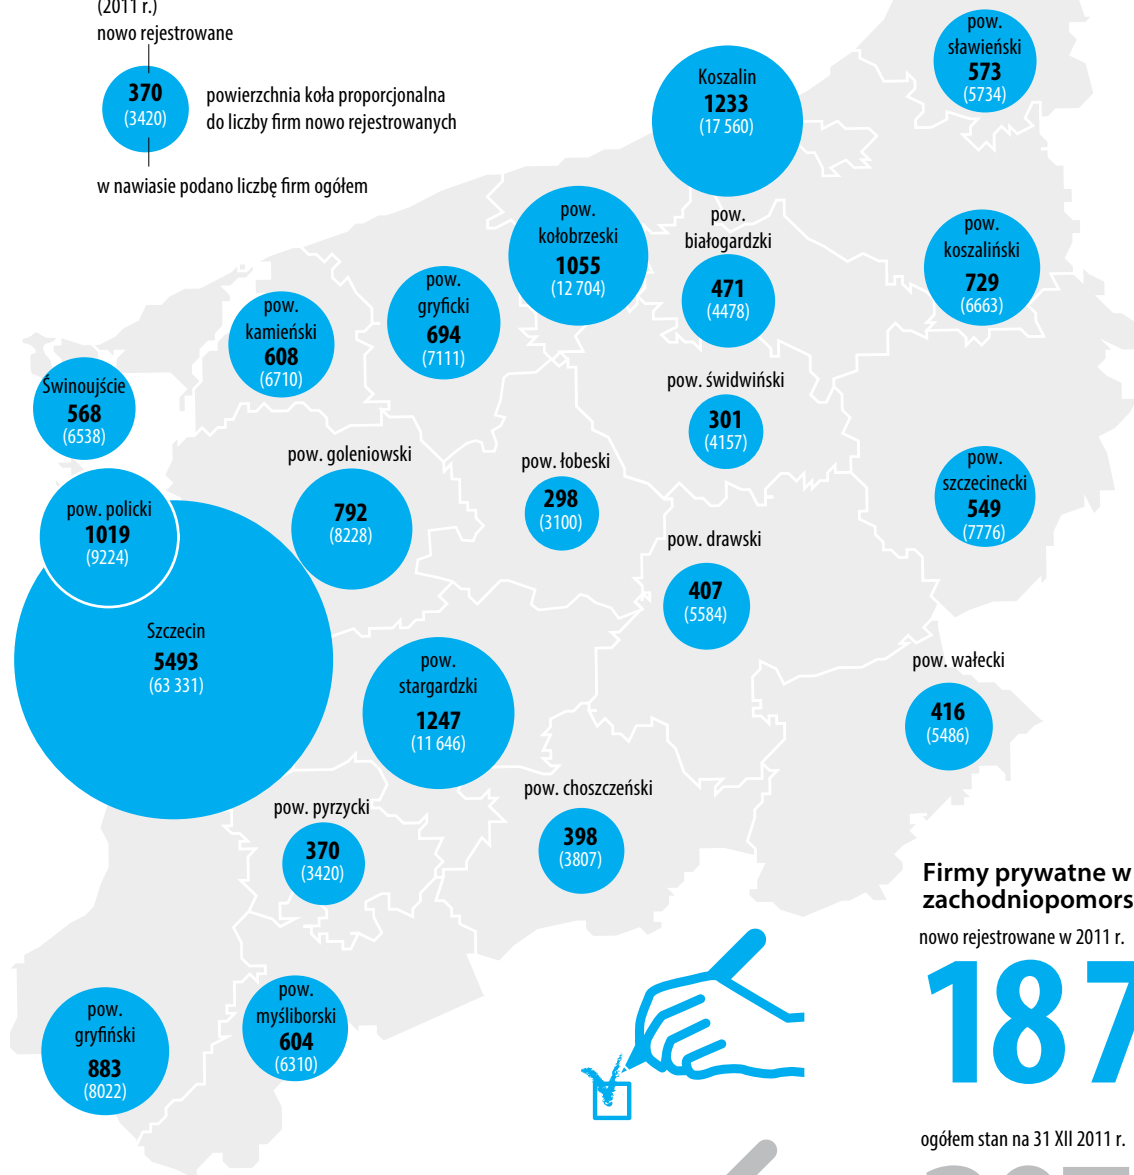 (2011 r.)
nowo rejestrowane
370
(3420)
powierzchnia koła proporcjonalna
do liczby firm nowo rejestrowanych
w nawiasie podano liczbę firm ogółem
pow.
sławieński
573
(5734)
Koszalin
1233
(17 560)
pow.
kołobrzeski
1055
(12 704)
pow.
białogardzki
471
(4478)
pow.
koszaliński
729
(6663)
pow.
gryficki
694
(7111)
pow.
kamieński
608
(6710)
Świnoujście
568
(6538)
pow. świdwiński
301
(4157)
pow. goleniowski
792
(8228)
pow. łobeski
298
(3100)
pow.
szczecinecki
549
(7776)
pow. policki
1019
(9224)
pow. drawski
407
(5584)
Szczecin
5493
(63 331)
pow.
stargardzki
1247
(11 646)
pow. wałecki
416
(5486)
pow. pyrzycki
370
(3420)
pow. choszczeński
398
(3807)
pow.
gryfiński
883
(8022)
pow.
myśliborski
604
(6310)
Firmy prywatne w
zachodniopomors
nowo rejestrowane w 2011 r.
187
ogółem stan na 31 XII 2011 r.